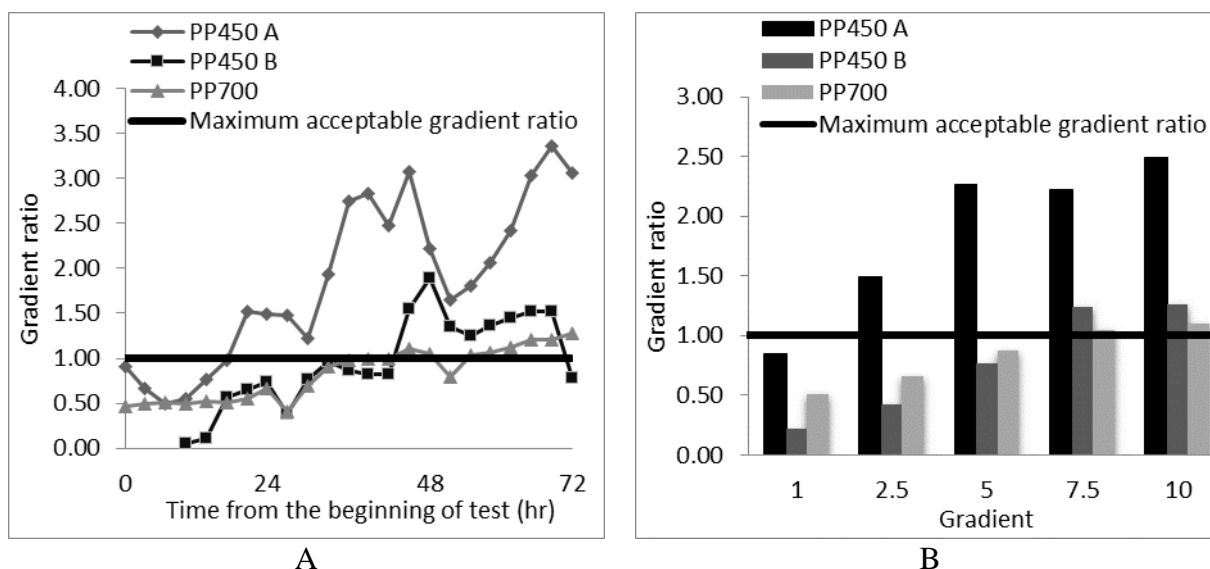 PP450 A
PP450 B
PP700
Maximum acceptable gradient ratio
4.00
3.50
3.00
2.50
2.00
1.50
1.00
0.50
0.00
Gradient ratio
0 24 48 72
Time from the beginning of test (hr)
A
PP450 A
PP450 B
PP700
Maximum acceptable gradient ratio
3.00
2.50
2.00
1.50
1.00
0.50
0.00
Gradient ratio
1 2.5 5 7.5 10
Gradient
B